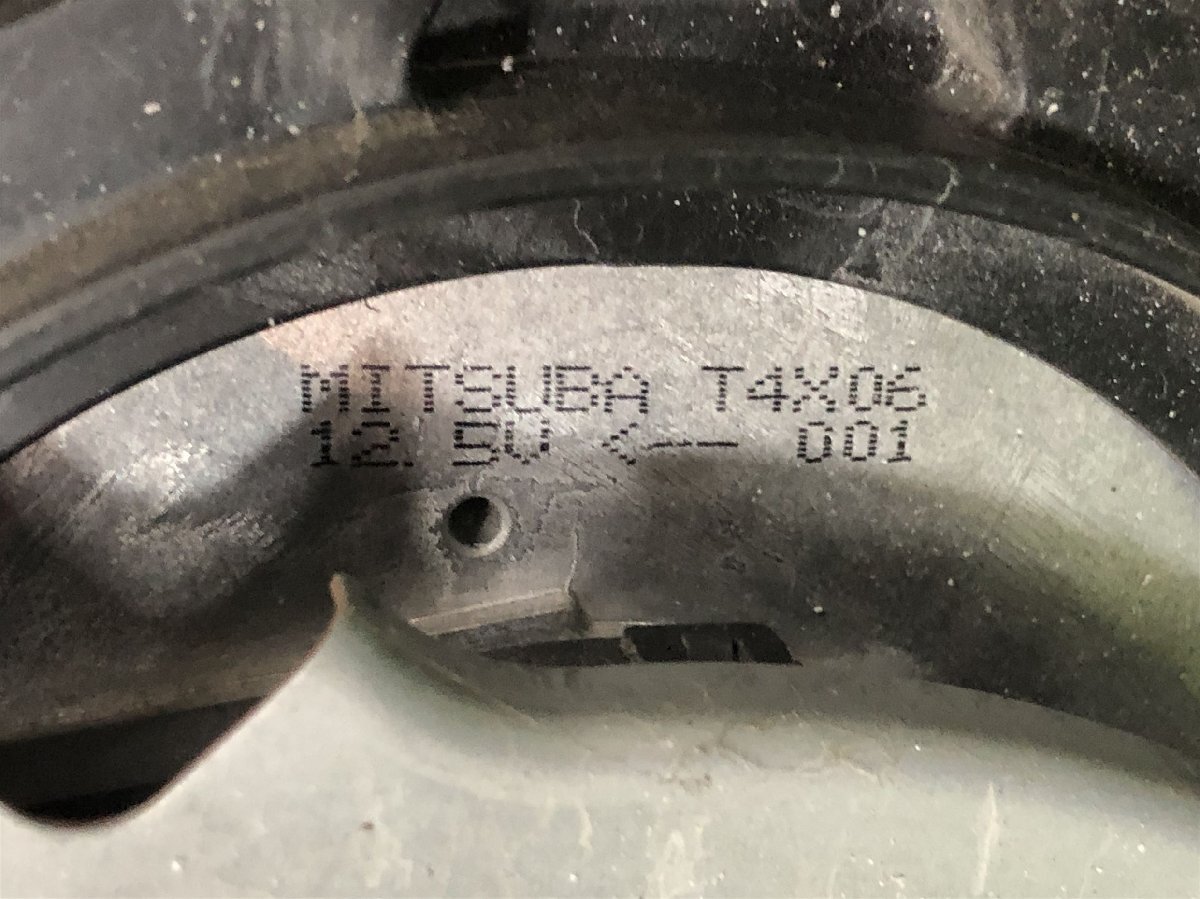 MITSUBA T4X06
12.5V <-- 001